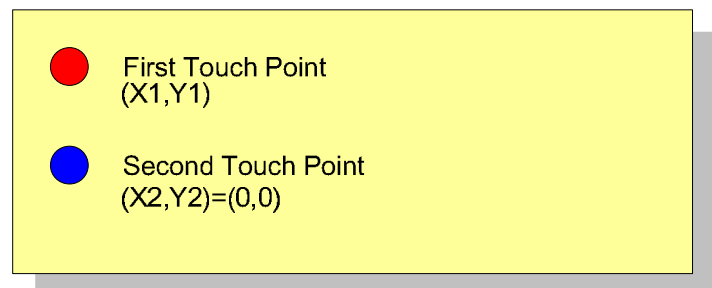 First Touch Point
(X1,Y1)
Second Touch Point
(X2,Y2)=(0,0)